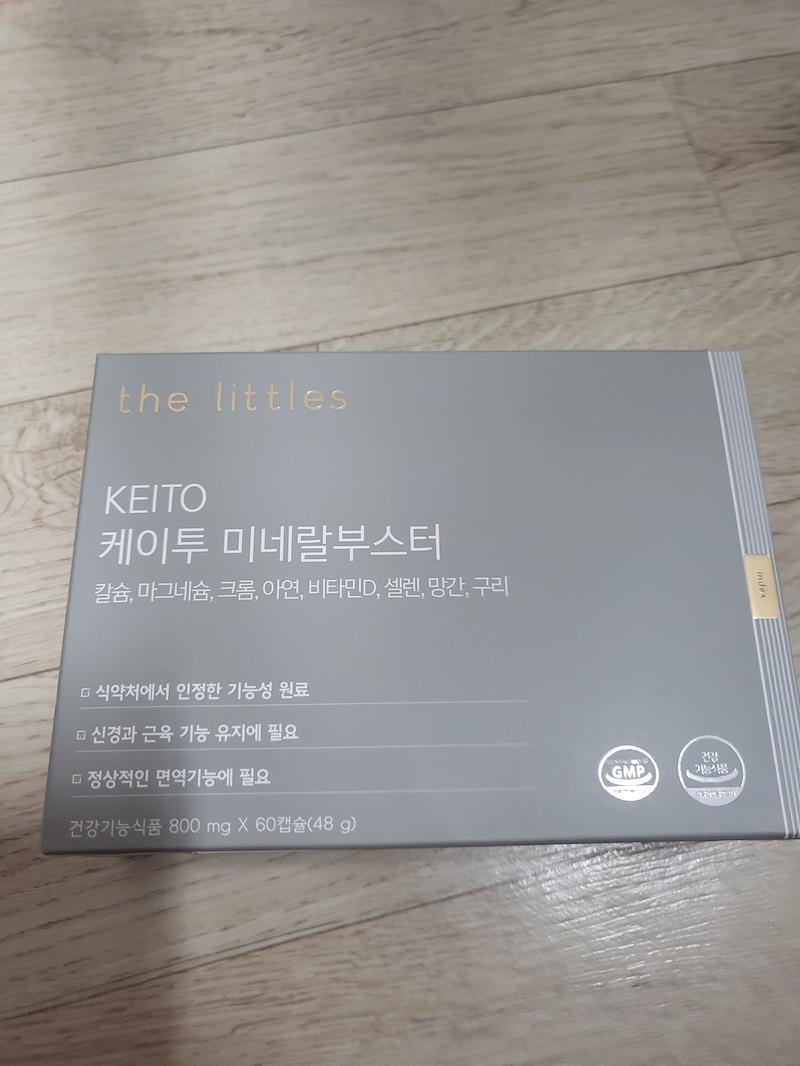 the littles
KEITO
케이투 미네랄부스터
칼슘, 마그네슘, 크롬, 아연, 비타민D, 셀렌, 망간, 구리
식약처에서 인정한 기능성 원료
신경과 근육 기능 유지에 필요
정상적인 면역기능에 필요
건강기능식품 800 mg X 60캡슐(48 g)
GMP
건강
기능식품
index